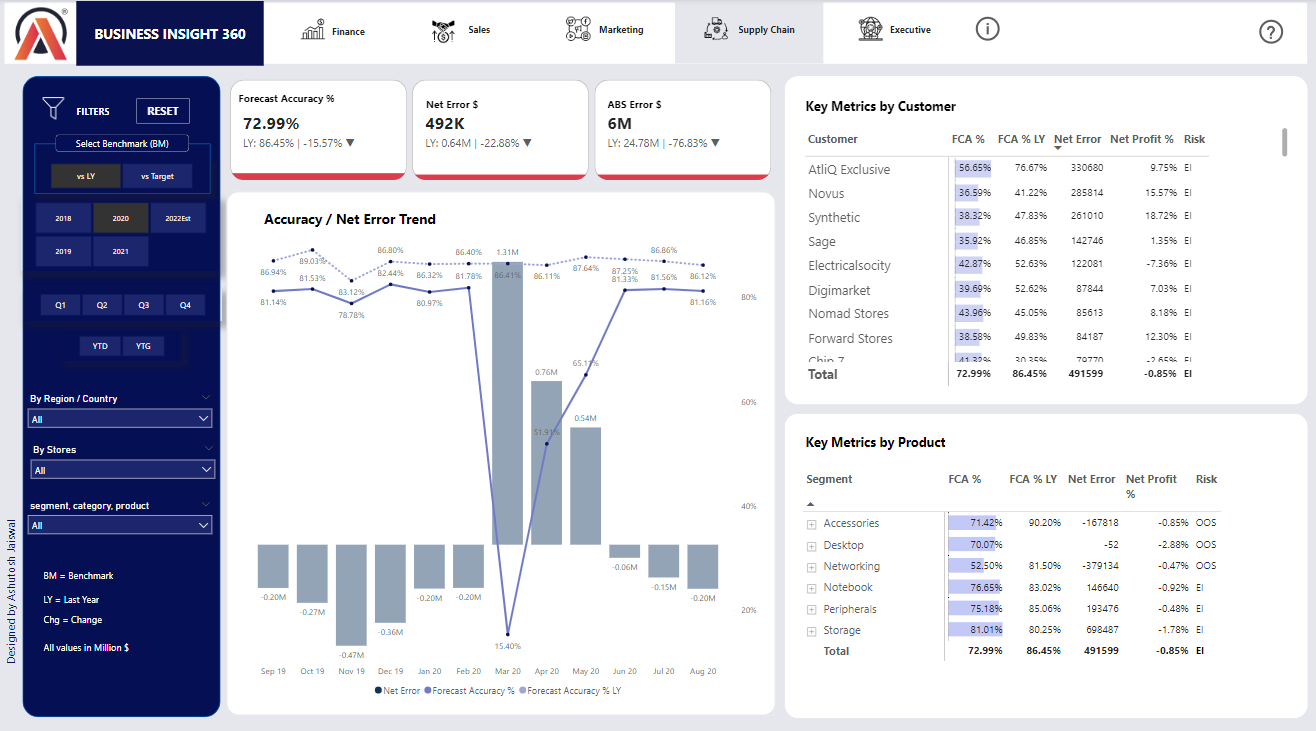 BUSINESS INSIGHT 360
Finance
Sales
Marketing
Supply Chain
Executive
i
?
FILTERS
RESET
Select Benchmark (BM)
vs LY
vs Target
2018
2020
2022Est
2019
2021
Q1
Q2
Q3
Q4
YTD
YTG
By Region / Country
All
By Stores
All
segment, category, product
All
BM = Benchmark
LY = Last Year
Chg = Change
All values in Million $
Designed by Ashutosh Jaiswal
Forecast Accuracy %
72.99%
LY: 86.45% | -15.57% ▼
Net Error $
492K
LY: 0.64M | -22.88% ▼
ABS Error $
6M
LY: 24.78M | -76.83% ▼
Accuracy / Net Error Trend
86.94%
89.03%
83.12%
86.80%
86.32%
86.40%
86.41%
86.11%
87.64%
87.25%
86.86%
86.12%
81.14%
81.53%
78.78%
82.44%
80.97%
81.78%
15.40%
51.91%
65.17%
81.33%
81.56%
81.16%
1.31M
0.76M
0.54M
-0.20M
-0.27M
-0.47M
-0.36M
-0.20M
-0.20M
-0.06M
-0.15M
-0.20M
80%
60%
40%
20%
Sep 19 Oct 19 Nov 19 Dec 19 Jan 20 Feb 20 Mar 20 Apr 20 May 20 Jun 20 Jul 20 Aug 20
Net Error Forecast Accuracy % Forecast Accuracy % LY
Key Metrics by Customer
Customer FCA % FCA % LY Net Error Net Profit % Risk
AtliQ Exclusive 56.65% 76.67% 330680 9.75% EI
Novus 36.59% 41.22% 285814 15.57% EI
Synthetic 38.32% 47.83% 261010 18.72% EI
Sage 35.92% 46.85% 142746 1.35% EI
Electricalsocity 42.87% 52.63% 122081 -7.36% EI
Digimarket 39.69% 52.62% 87844 7.03% EI
Nomad Stores 43.96% 45.05% 85613 8.18% EI
Forward Stores 38.58% 49.83% 84187 12.30% EI
Chip 7 41.32% 30.35% 79770 -2.65% EI
Total 72.99% 86.45% 491599 -0.85% EI
Key Metrics by Product
Segment FCA % FCA % LY Net Error Net Profit % Risk
Accessories 71.42% 90.20% -167818 -0.85% OOS
Desktop 70.07% -52 -2.88% OOS
Networking 52.50% 81.50% -379134 -0.47% OOS
Notebook 76.65% 83.02% 146640 -0.92% EI
Peripherals 75.18% 85.06% 193476 -0.48% EI
Storage 81.01% 80.25% 698487 -1.78% EI
Total 72.99% 86.45% 491599 -0.85% EI